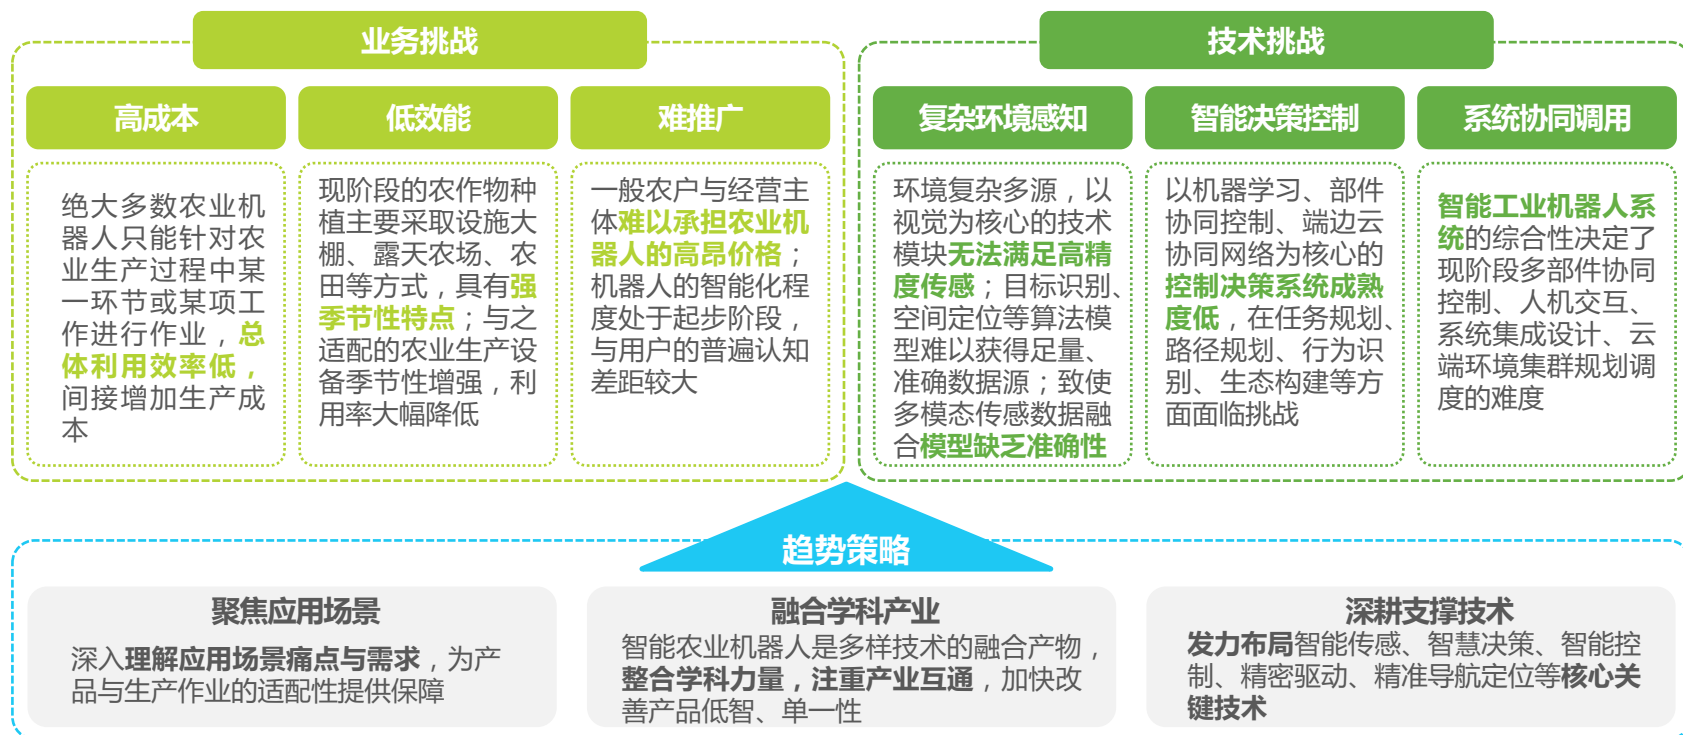 业务挑战
高成本
绝大多数农业机
器人只能针对农
业生产过程中某
一环节或某项工
作进行作业，总
体利用效率低，
间接增加生产成
本
低效能
现阶段的农作物种
植主要采取设施大
棚、露天农场、农
田等方式，具有强
季节性特点；与之
适配的农业生产设
备季节性增强，利
用率大幅降低
难推广
一般农户与经营主
体难以承担农业机
器人的高昂价格；
机器人的智能化程
度处于起步阶段，
与用户的普遍认知
差距较大
技术挑战
复杂环境感知
环境复杂多源，以
视觉为核心的技术
模块无法满足高精
度传感；目标识别、
空间定位等算法模
型难以获得足量、
准确数据源；致使
多模态传感数据融
合模型缺乏准确性
智能决策控制
以机器学习、部件
协同控制、端边云
协同网络为核心的
控制决策系统成熟
度低，在任务规划、
路径规划、行为识
别、生态构建等方
面面临挑战
系统协同调用
智能工业机器人系
统的综合性决定了
现阶段多部件协同
控制、人机交互、
系统集成设计、云
端环境集群规划调
度的难度
趋势策略
聚焦应用场景
深入理解应用场景痛点与需求，为产
品与生产作业的适配性提供保障
融合学科产业
智能农业机器人是多样技术的融合产物，
整合学科力量，注重产业互通，加快改
善产品低智、单一性
深耕支撑技术
发力布局智能传感、智慧决策、智能控
制、精密驱动、精准导航定位等核心关
键技术